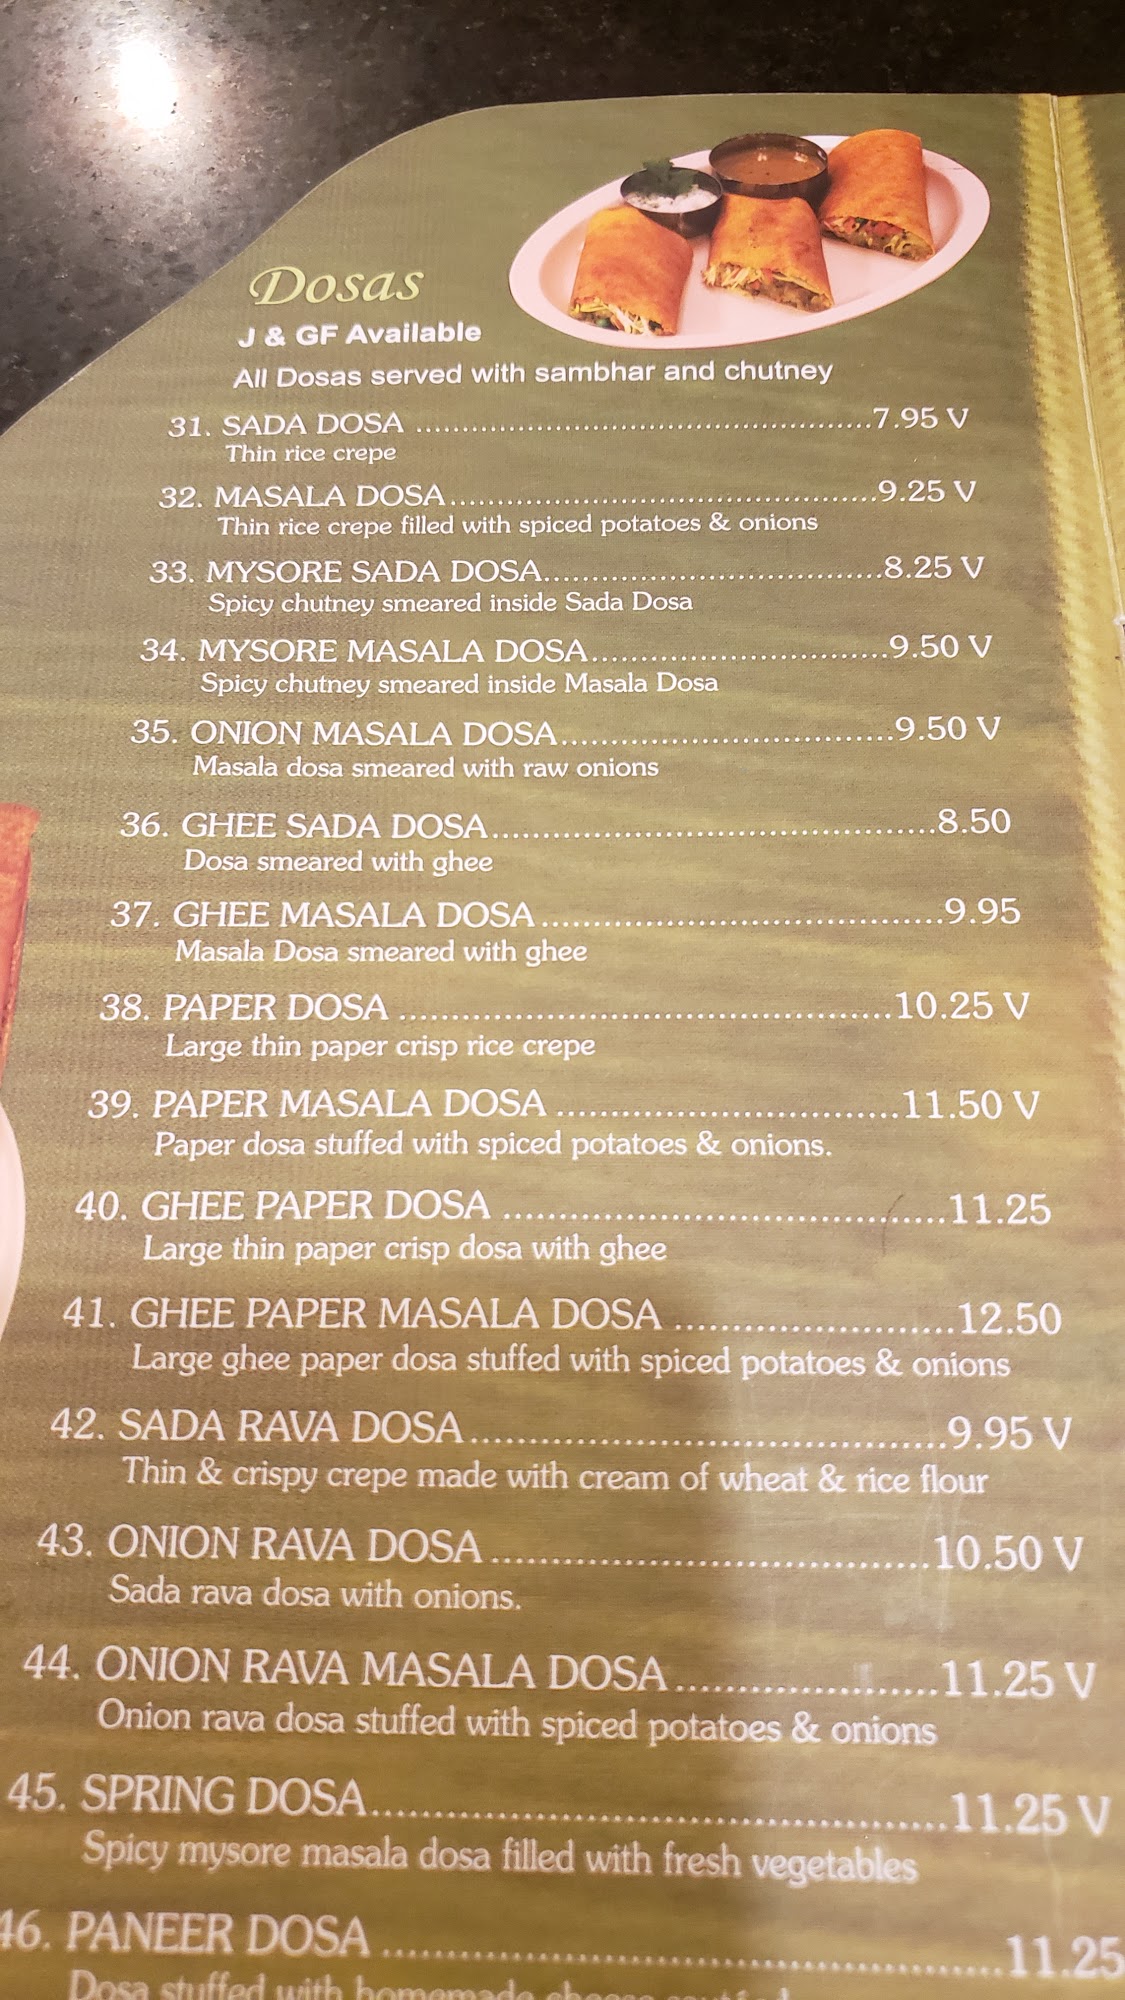 Dosas
J & GF Available
All Dosas served with sambhar and chutney
31. SADA DOSA ................................................7.95 V
Thin rice crepe
32. MASALA DOSA.............................................9.25 V
Thin rice crepe filled with spiced potatoes & onions
33. MYSORE SADA DOSA...................................8.25 V
Spicy chutney smeared inside Sada Dosa
34. MYSORE MASALA DOSA..............................9.50 V
Spicy chutney smeared inside Masala Dosa
35. ONION MASALA DOSA.................................9.50 V
Masala dosa smeared with raw onions
36. GHEE SADA DOSA...........................................8.50
Dosa smeared with ghee
37. GHEE MASALA DOSA......................................9.95
Masala Dosa smeared with ghee
38. PAPER DOSA ..............................................10.25 V
Large thin paper crisp rice crepe
39. PAPER MASALA DOSA ................................11.50 V
Paper dosa stuffed with spiced potatoes & onions.
40. GHEE PAPER DOSA ........................................11.25
Large thin paper crisp dosa with ghee
41. GHEE PAPER MASALA DOSA .........................12.50
Large ghee paper dosa stuffed with spiced potatoes & onions
42. SADA RAVA DOSA.........................................9.95 V
Thin & crispy crepe made with cream of wheat & rice flour
43. ONION RAVA DOSA.....................................10.50 V
Sada rava dosa with onions.
44. ONION RAVA MASALA DOSA......................11.25 V
Onion rava dosa stuffed with spiced potatoes & onions
45. SPRING DOSA...............................................11.25 V
Spicy mysore masala dosa filled with fresh vegetables
46. PANEER DOSA ................................................11.25
Dosa stuffed with homemade cheese